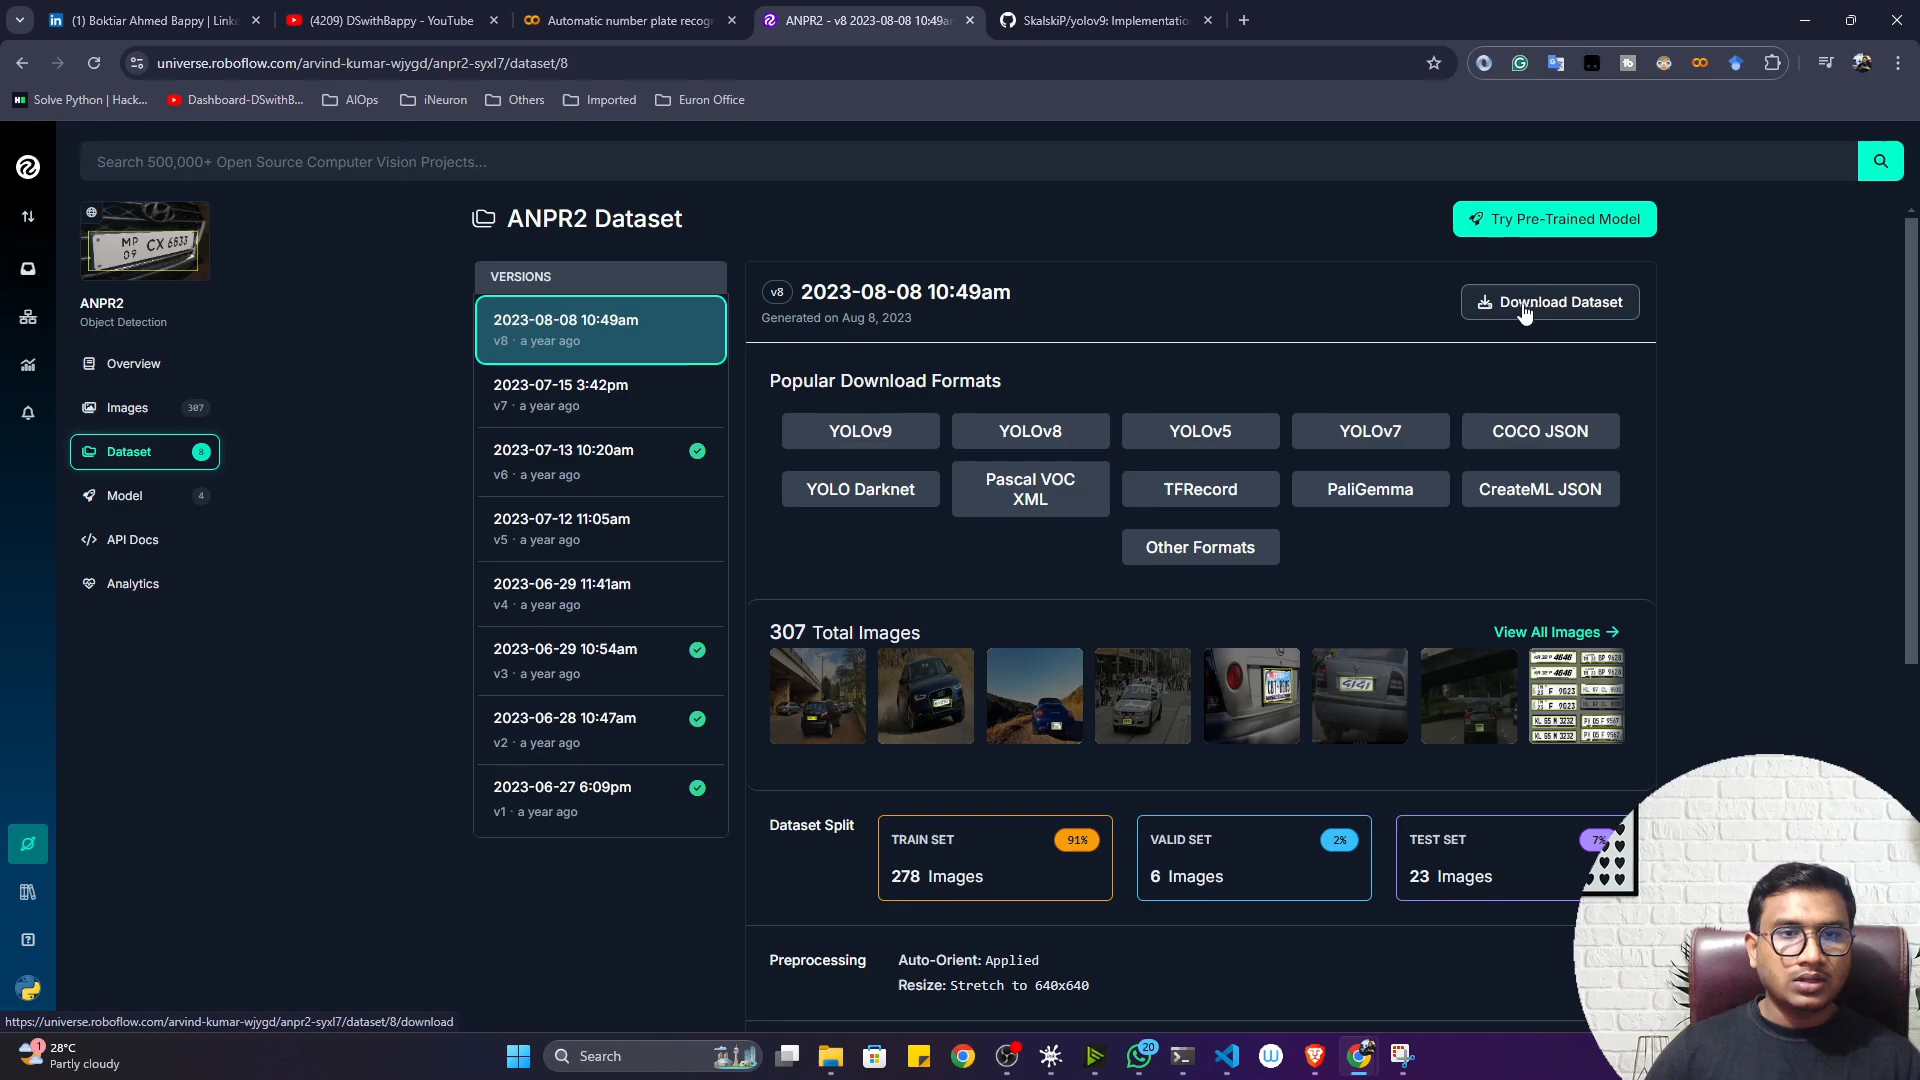 (1) Boktiar Ahmed Bappy | Link
(4209) DSwithBappy - YouTube
Automatic number plate recog
ANPR2 - v8 2023-08-08 10:49a
SkalskiP/yolov9: Implementatio
universe.roboflow.com/arvind-kumar-wjygd/anpr2-syxl7/dataset/8
Solve Python | Hack...
Dashboard-DSwithB...
AIOps
iNeuron
Others
Imported
Euron Office
Search 500,000+ Open Source Computer Vision Projects...
MP CX 6833
09
ANPR2
Object Detection
Overview
Images 307
Dataset 8
Model 4
API Docs
Analytics
ANPR2 Dataset
Try Pre-Trained Model
VERSIONS
2023-08-08 10:49am
v8 · a year ago
2023-07-15 3:42pm
v7 · a year ago
2023-07-13 10:20am
v6 · a year ago
2023-07-12 11:05am
v5 · a year ago
2023-06-29 11:41am
v4 · a year ago
2023-06-29 10:54am
v3 · a year ago
2023-06-28 10:47am
v2 · a year ago
2023-06-27 6:09pm
v1 · a year ago
v8 2023-08-08 10:49am
Generated on Aug 8, 2023
Download Dataset
Popular Download Formats
YOLOv9 YOLOv8 YOLOv5 YOLOv7 COCO JSON
YOLO Darknet Pascal VOC XML TFRecord PaliGemma CreateML JSON
Other Formats
307 Total Images
View All Images →
Dataset Split
TRAIN SET 91%
278 Images
VALID SET 2%
6 Images
TEST SET 7%
23 Images
Preprocessing
Auto-Orient: Applied
Resize: Stretch to 640x640
https://universe.roboflow.com/arvind-kumar-wjygd/anpr2-syxl7/dataset/8/download
1
28°C
Partly cloudy
Search
20